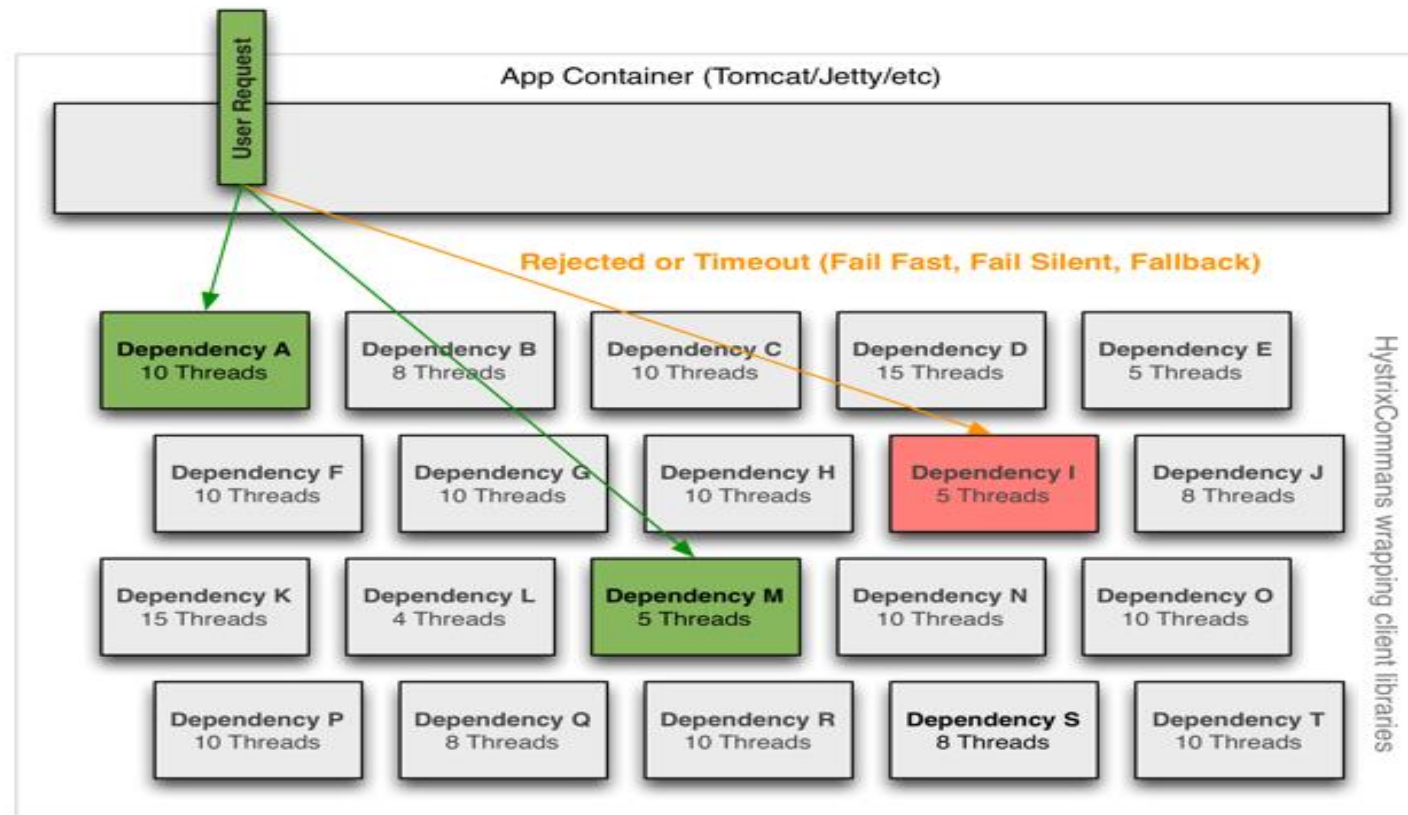 User Request
App Container (Tomcat/Jetty/etc)
Rejected or Timeout (Fail Fast, Fail Silent, Fallback)
Dependency A
10 Threads
Dependency B
8 Threads
Dependency C
10 Threads
Dependency D
15 Threads
Dependency E
5 Threads
Dependency F
10 Threads
Dependency G
10 Threads
Dependency H
10 Threads
Dependency I
5 Threads
Dependency J
8 Threads
Dependency K
15 Threads
Dependency L
4 Threads
Dependency M
5 Threads
Dependency N
10 Threads
Dependency O
10 Threads
Dependency P
10 Threads
Dependency Q
8 Threads
Dependency R
10 Threads
Dependency S
8 Threads
Dependency T
10 Threads
HystrixCommans wrapping client libraries